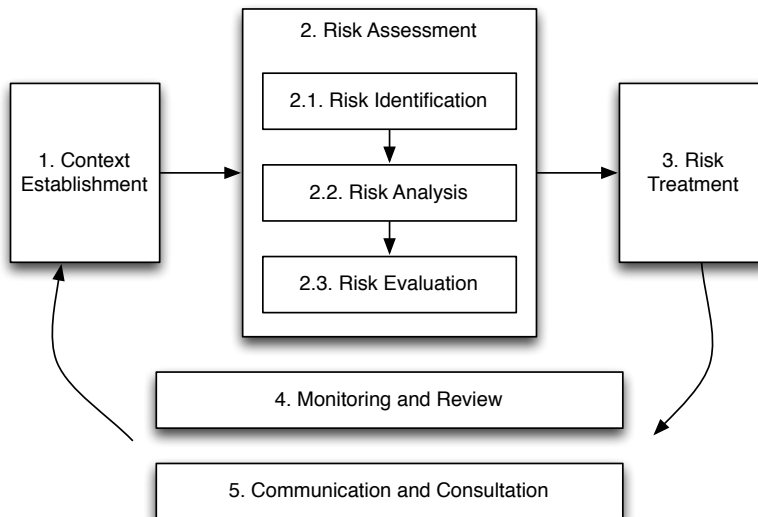 2. Risk Assessment
2.1. Risk Identification
1. Context
Establishment
2.2. Risk Analysis
3. Risk
Treatment
2.3. Risk Evaluation
4. Monitoring and Review
5. Communication and Consultation